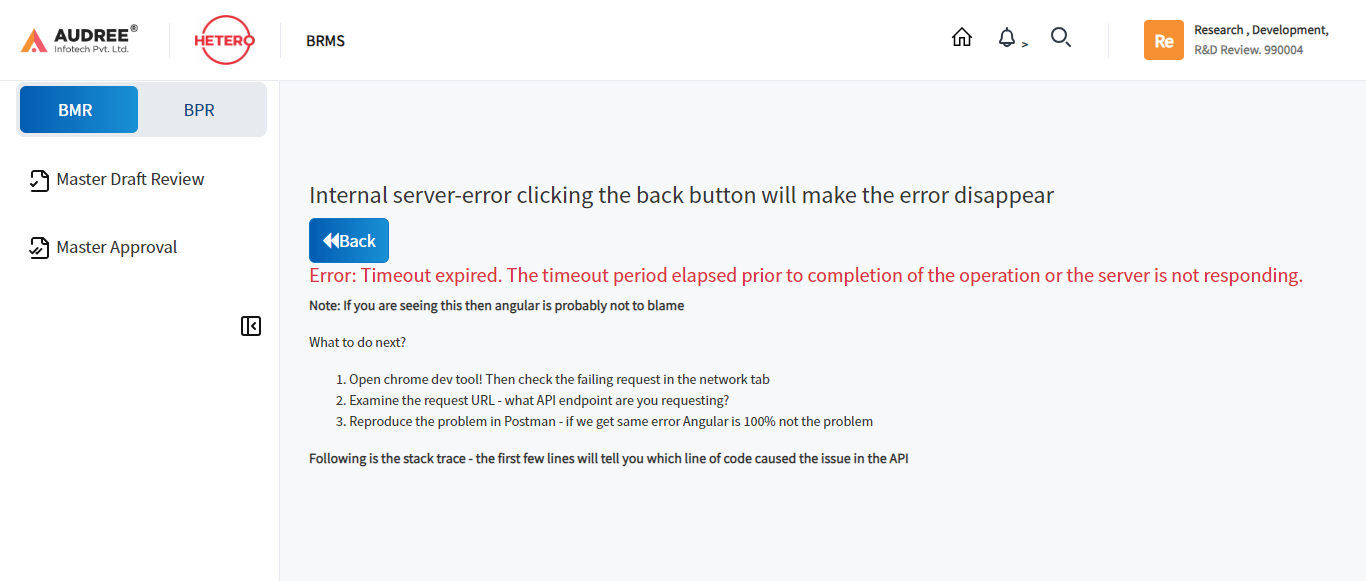 AUDREE®
Infotech Pvt. Ltd.
HETERO
BRMS
>
Re
Research , Development,
R&D Review. 990004
BMR
BPR
Master Draft Review
Master Approval
Internal server-error clicking the back button will make the error disappear
Back
Error: Timeout expired. The timeout period elapsed prior to completion of the operation or the server is not responding.
Note: If you are seeing this then angular is probably not to blame
What to do next?
1. Open chrome dev tool! Then check the failing request in the network tab
2. Examine the request URL - what API endpoint are you requesting?
3. Reproduce the problem in Postman - if we get same error Angular is 100% not the problem
Following is the stack trace - the first few lines will tell you which line of code caused the issue in the API